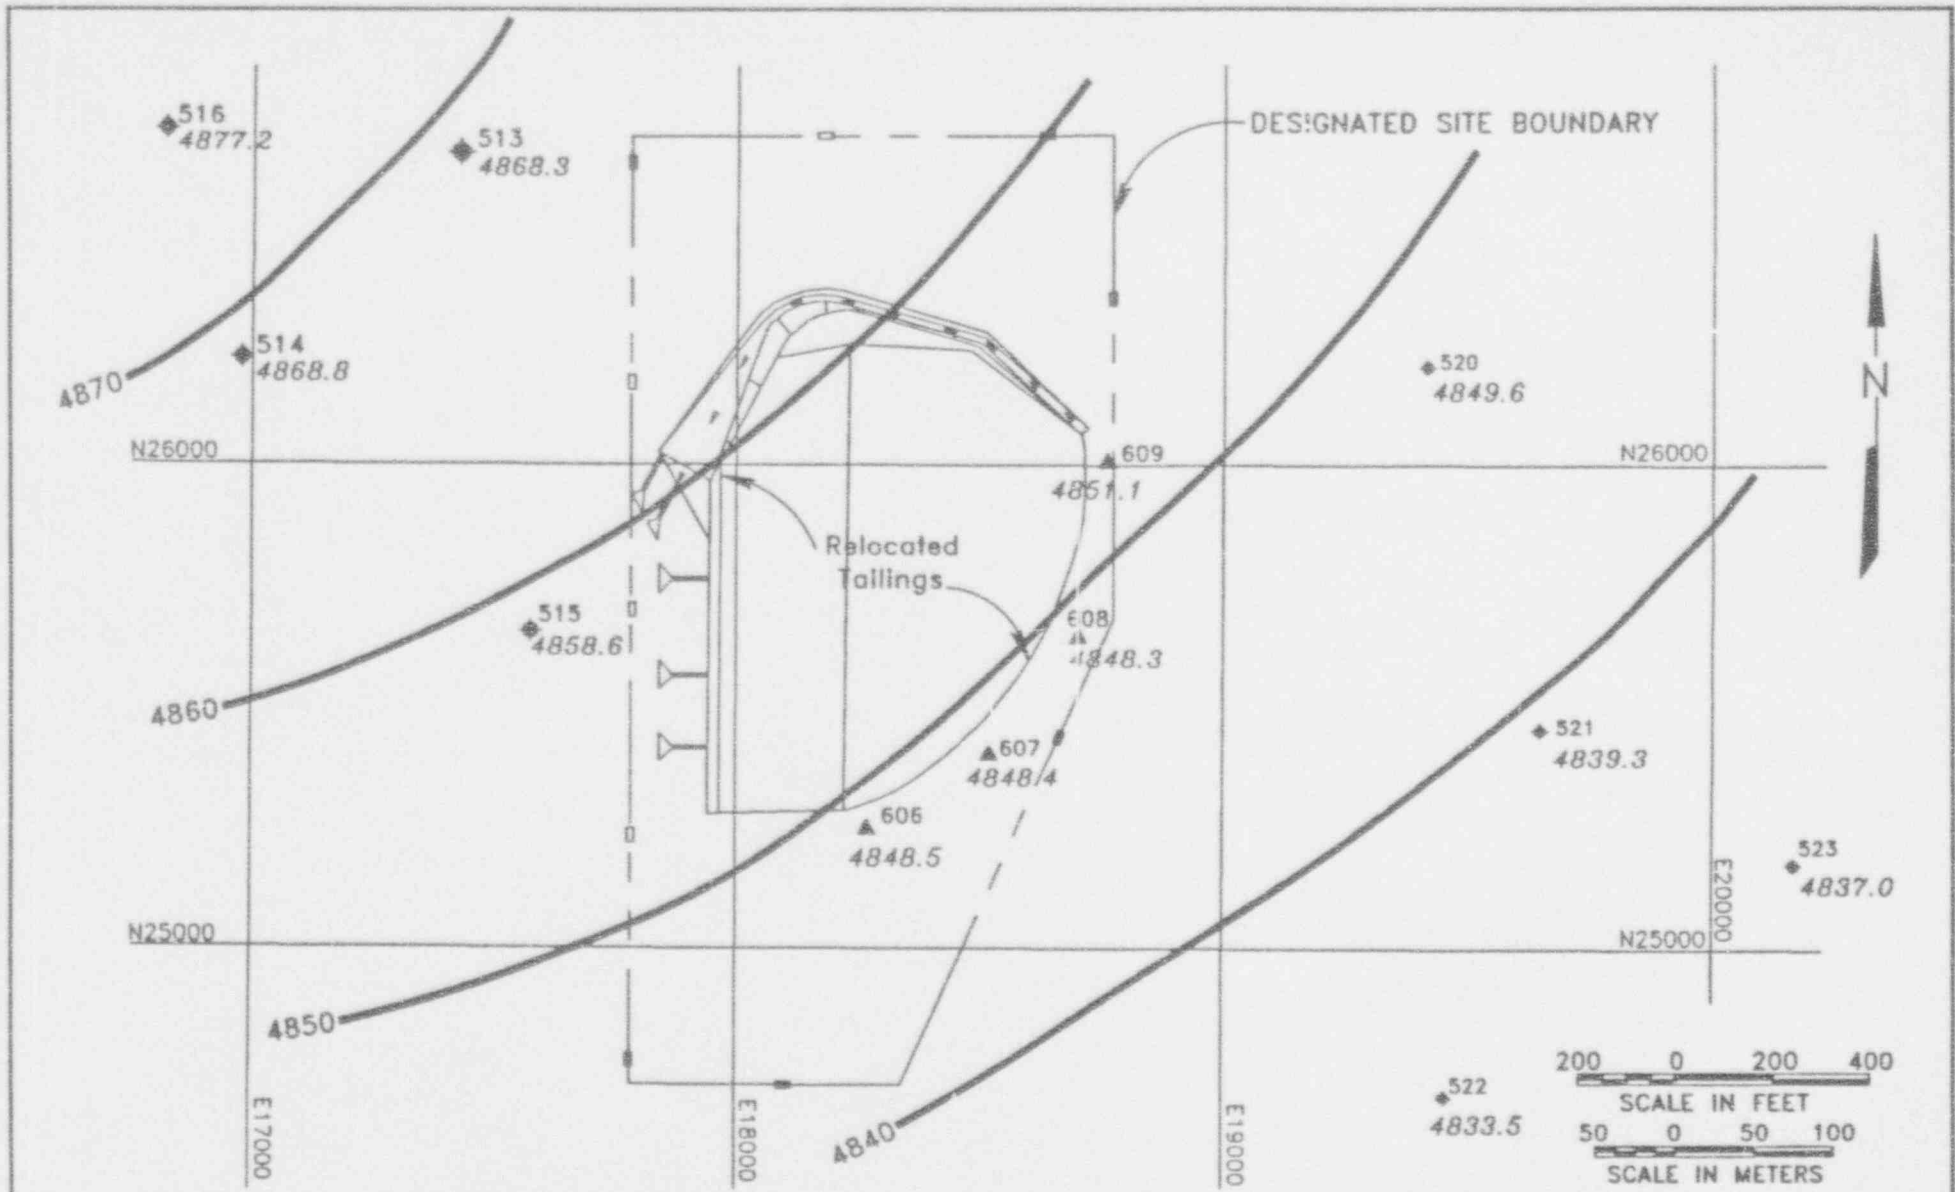 516
4877.2
513
4868.3
DESIGNATED SITE BOUNDARY
514
4868.8
4870
520
4849.6
N
N26000
N26000
609
4851.1
Relocated
Tailings
515
4858.6
608
4848.3
4860
607
4848.4
521
4839.3
606
4848.5
523
4837.0
E20000
N25000
N25000
4850
4840
522
4833.5
E17000
E18000
E19000
200 0 200 400
SCALE IN FEET
50 0 50 100
SCALE IN METERS